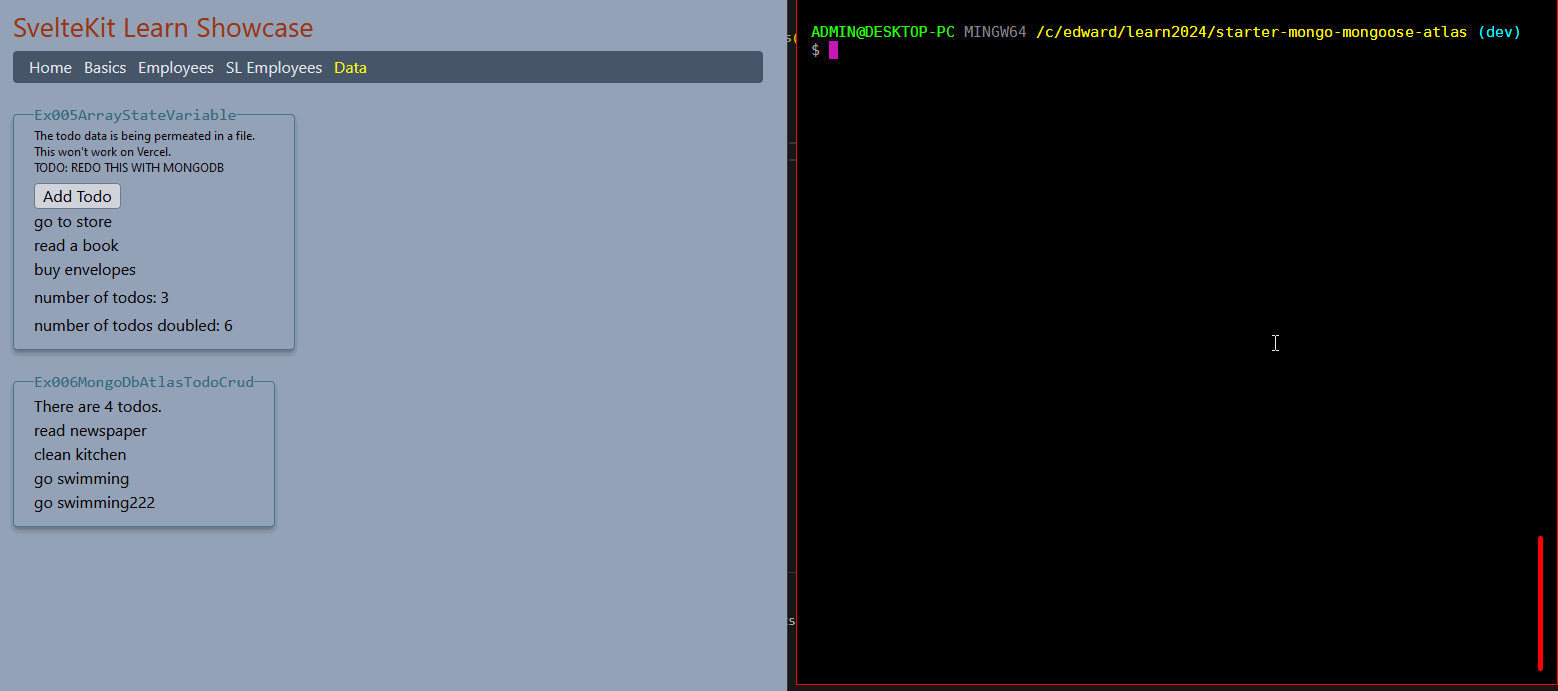 SvelteKit Learn Showcase
Home Basics Employees SL Employees Data
Ex005ArrayStateVariable
The todo data is being permeated in a file.
This won't work on Vercel.
TODO: REDO THIS WITH MONGODB
Add Todo
go to store
read a book
buy envelopes
number of todos: 3
number of todos doubled: 6
Ex006MongoDbAtlasTodoCrud
There are 4 todos.
read newspaper
clean kitchen
go swimming
go swimming222
s(
s
ADMIN@DESKTOP-PC MINGW64 /c/edward/learn2024/starter-mongo-mongoose-atlas (dev)
$